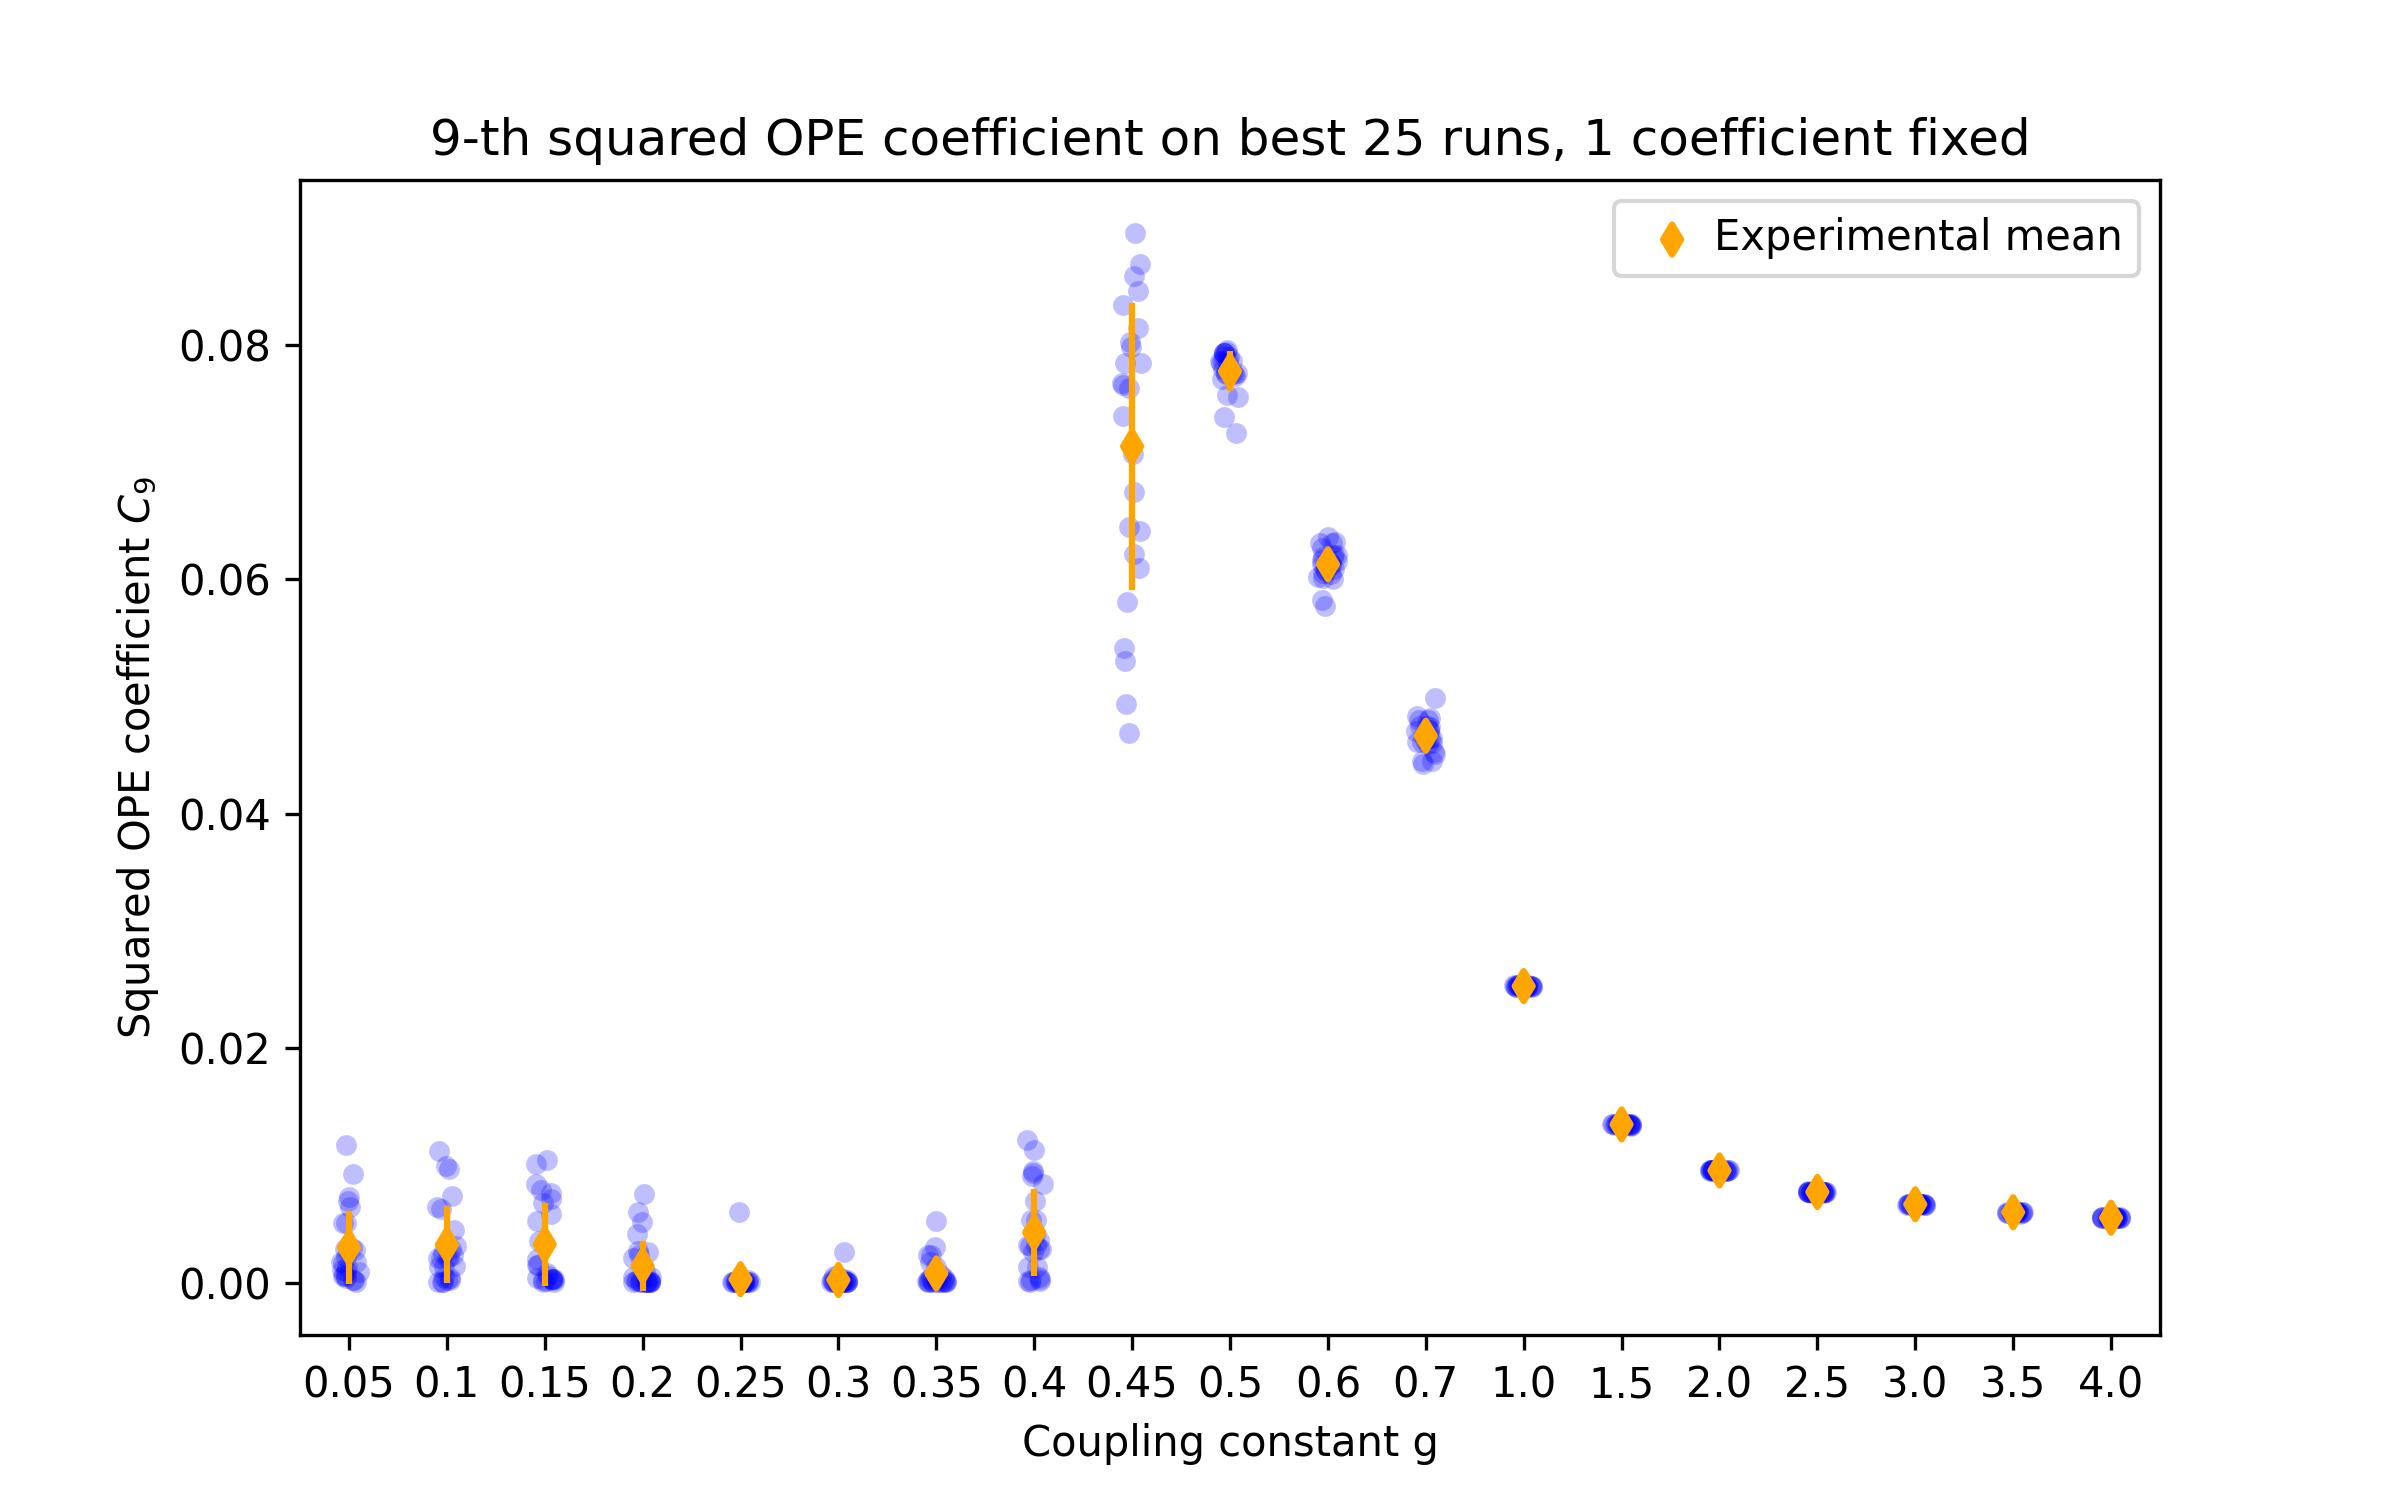 9-th squared OPE coefficient on best 25 runs, 1 coefficient fixed
Experimental mean
Squared OPE coefficient C₉
0.08
0.06
0.04
0.02
0.00
0.05 0.1 0.15 0.2 0.25 0.3 0.35 0.4 0.45 0.5 0.6 0.7 1.0 1.5 2.0 2.5 3.0 3.5 4.0
Coupling constant g